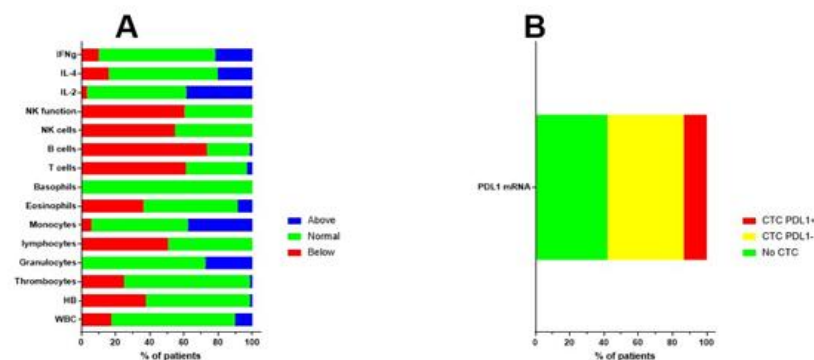 A
IFNg
IL-4
IL-2
NK function
NK cells
B cells
T cells
Basophils
Eosinophils
Monocytes
lymphocytes
Granulocytes
Thrombocytes
HB
WBC
0 20 40 60 80 100
% of patients
Above
Normal
Below
B
PDL1 mRNA
0 20 40 60 80 100
% of patients
CTC PDL1+
CTC PDL1-
No CTC